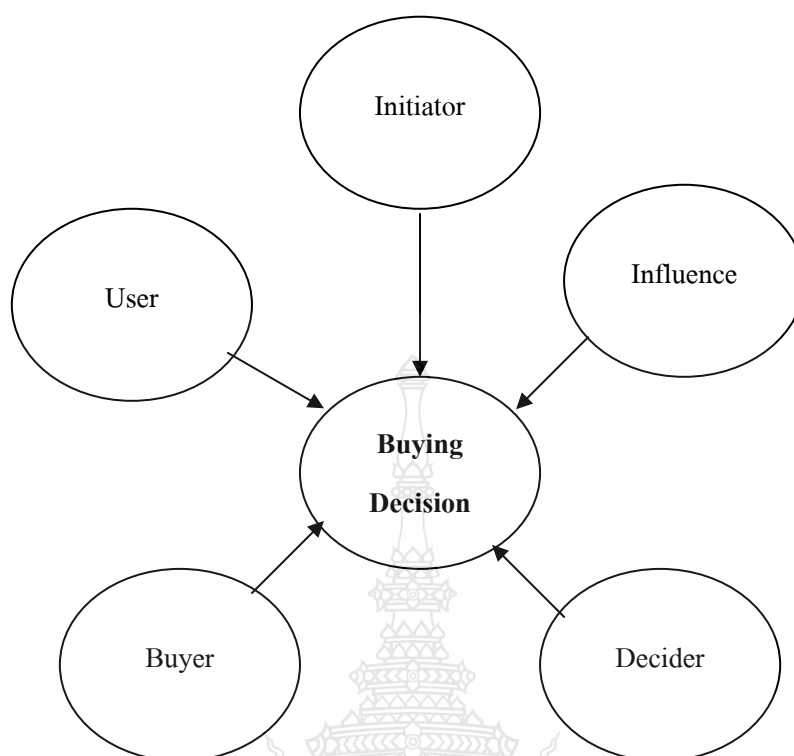 Initiator
Influence
User
Buying
Decision
Buyer
Decider